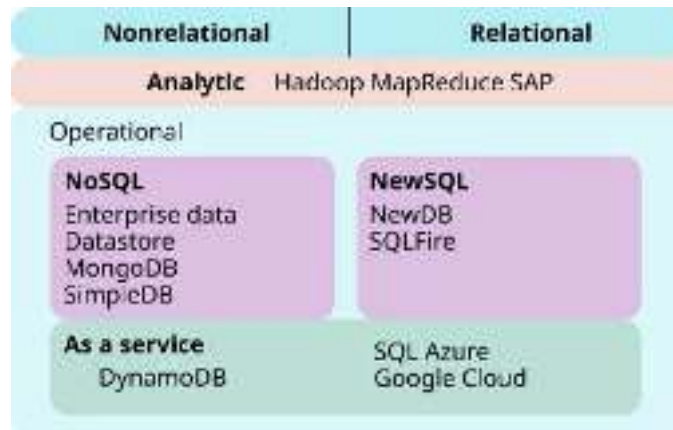 Nonrelational Relational
Analytic Hadoop MapReduce SAP
Operational
NoSQL
Enterprise data
Datastore
MongoDB
SimpleDB
NewSQL
NewDB
SQLFire
As a service
DynamoDB
SQL Azure
Google Cloud